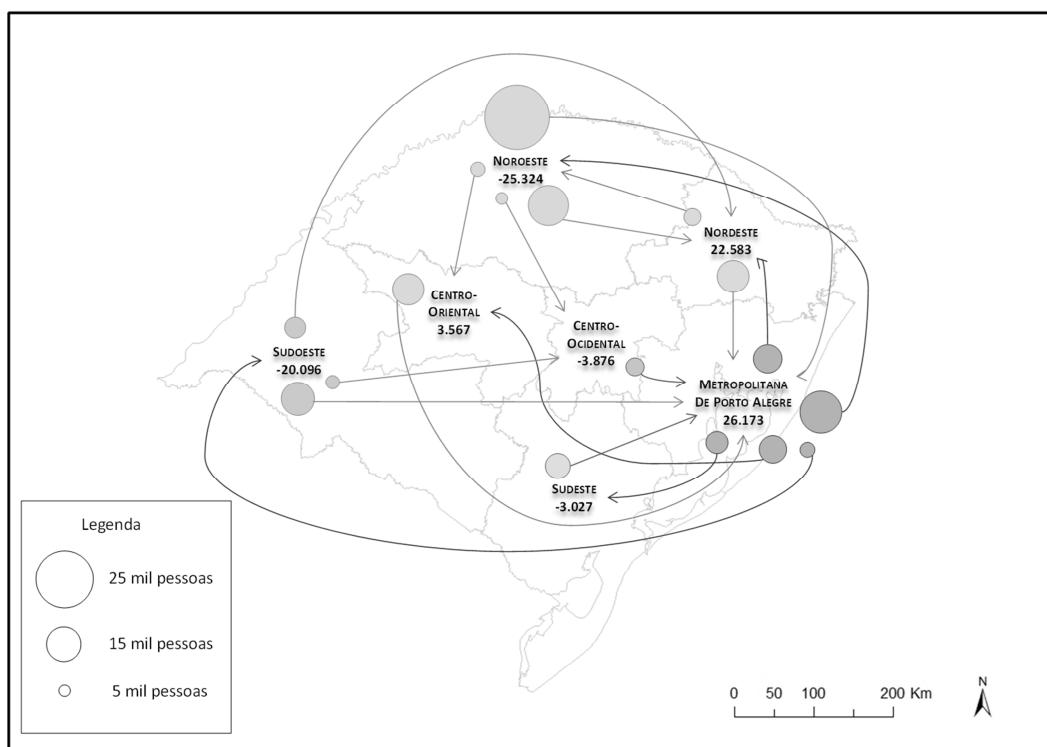 NOROESTE
-25.324
NORDESTE
22.583
CENTRO-
ORIENTAL
3.567
CENTRO-
OCIDENTAL
-3.876
SUDOESTE
-20.096
METROPOLITANA
DE PORTO ALEGRE
26.173
SUDESTE
-3.027
Legenda
25 mil pessoas
15 mil pessoas
5 mil pessoas
0 50 100 200 Km
N